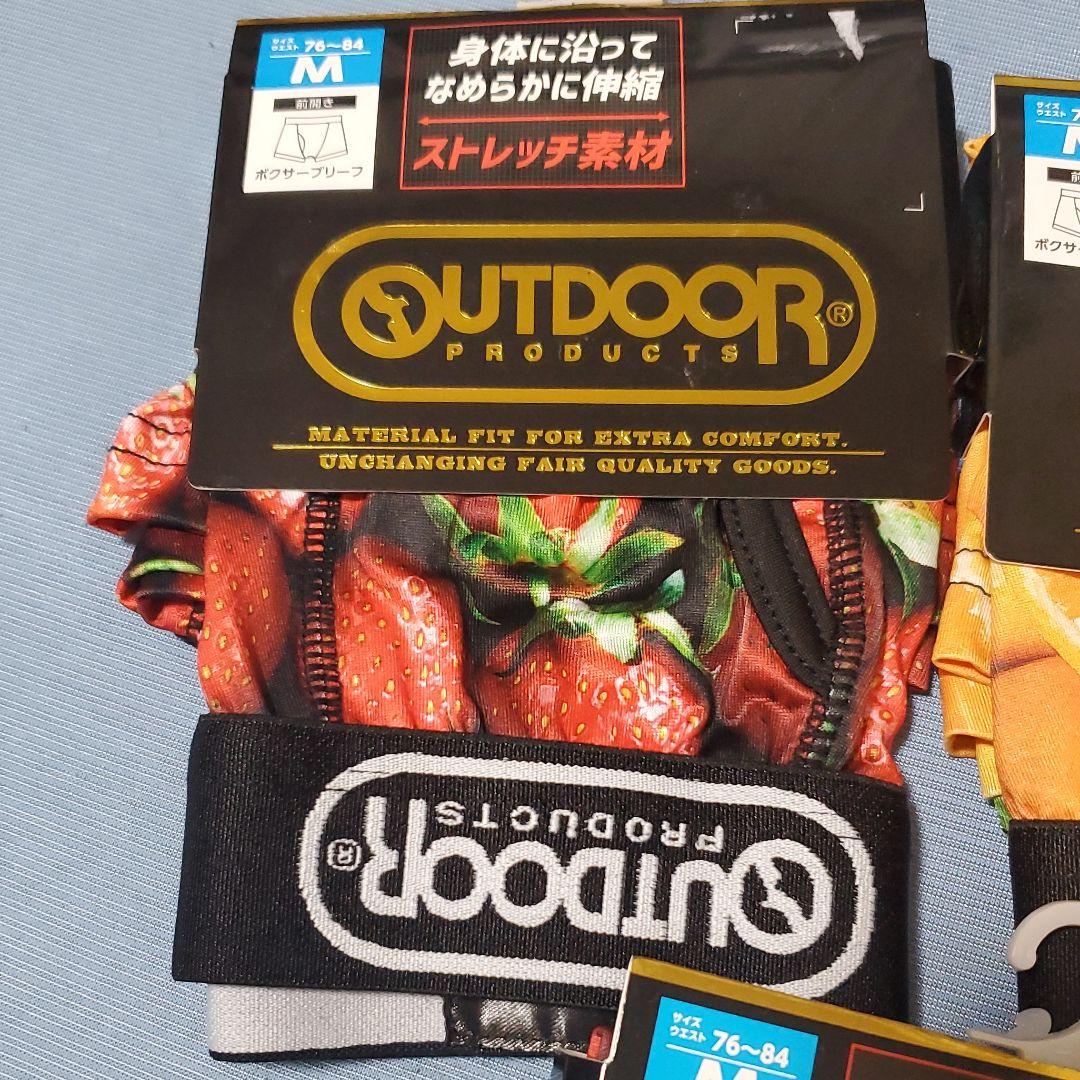 サイズ
ウエスト 76～84
M
前開き
ボクサーブリーフ
身体に沿って
なめらかに伸縮
ストレッチ素材
OUTDOOR®
PRODUCTS
MATERIAL FIT FOR EXTRA COMFORT.
UNCHANGING FAIR QUALITY GOODS.
OUTDOOR®
PRODUCTS
サイズ
ウエスト
前
ボクサー
サイズ
ウエスト 76～84
M